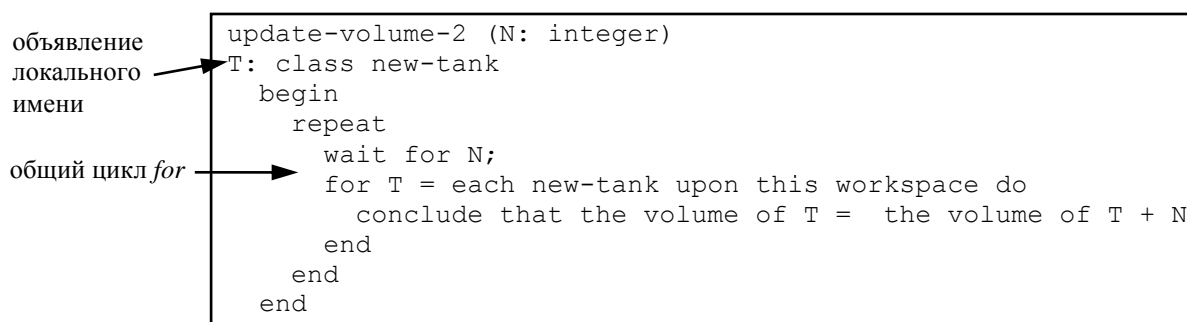 объявление
локального
имени
общий цикл for
update-volume-2 (N: integer)
T: class new-tank
begin
repeat
wait for N;
for T = each new-tank upon this workspace do
conclude that the volume of T =  the volume of T + N
end
end
end